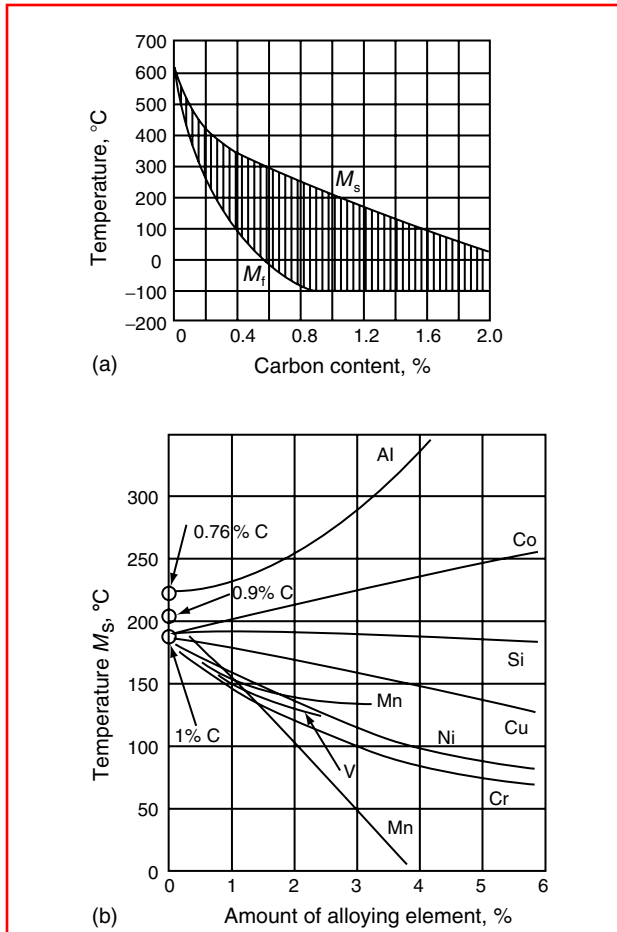 700
600
500
400
300
200
100
0
−100
−200
Temperature, °C
Ms
Mf
0 0.4 0.8 1.2 1.6 2.0
(a) Carbon content, %
300
250
200
150
100
50
0
Temperature Ms, °C
Al
0.76% C
Co
0.9% C
Si
Mn
Cu
1% C
Ni
V
Cr
Mn
0 1 2 3 4 5 6
(b) Amount of alloying element, %